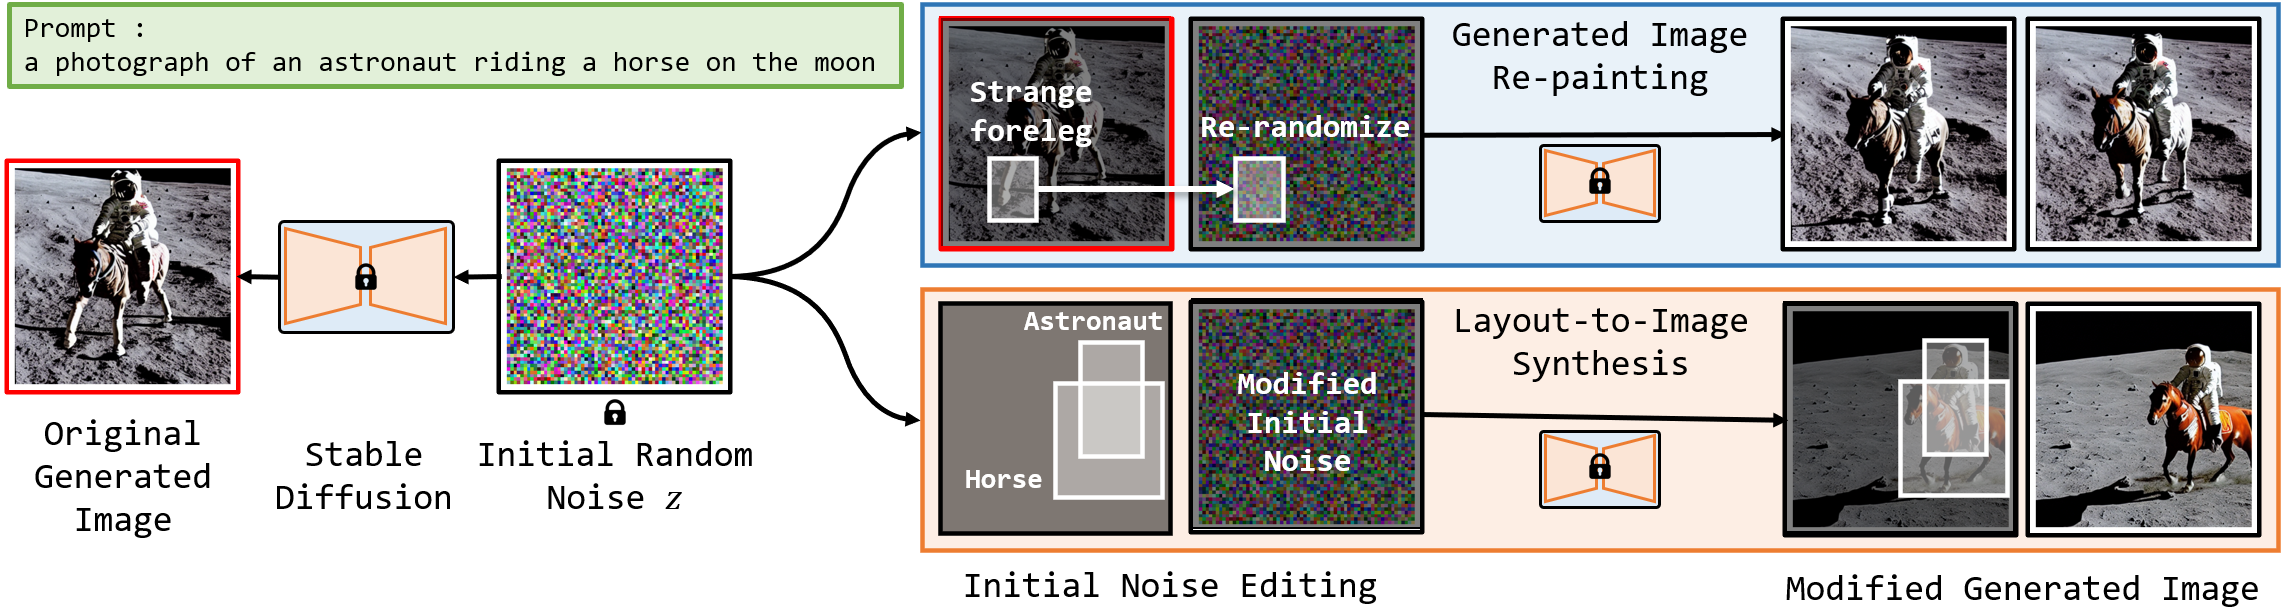 Prompt :
a photograph of an astronaut riding a horse on the moon
Original
Generated
Image
Stable
Diffusion
Initial Random
Noise z
Strange
foreleg
Re-randomize
Generated Image
Re-painting
Astronaut
Horse
Modified
Initial
Noise
Layout-to-Image
Synthesis
Initial Noise Editing
Modified Generated Image